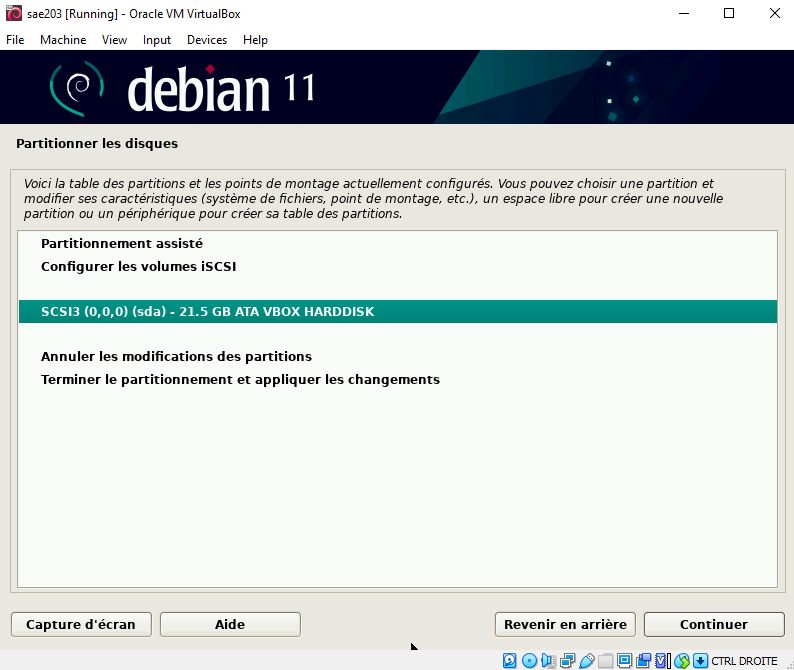 sae203 [Running] - Oracle VM VirtualBox
File Machine View Input Devices Help
debian 11
Partitionner les disques
Voici la table des partitions et les points de montage actuellement configurés. Vous pouvez choisir une partition et
modifier ses caractéristiques (système de fichiers, point de montage, etc.), un espace libre pour créer une nouvelle
partition ou un périphérique pour créer sa table des partitions.
Partitionnement assisté
Configurer les volumes iSCSI
SCSI3 (0,0,0) (sda) - 21.5 GB ATA VBOX HARDDISK
Annuler les modifications des partitions
Terminer le partitionnement et appliquer les changements
Capture d'écran Aide Revenir en arrière Continuer
CTRL DROITE